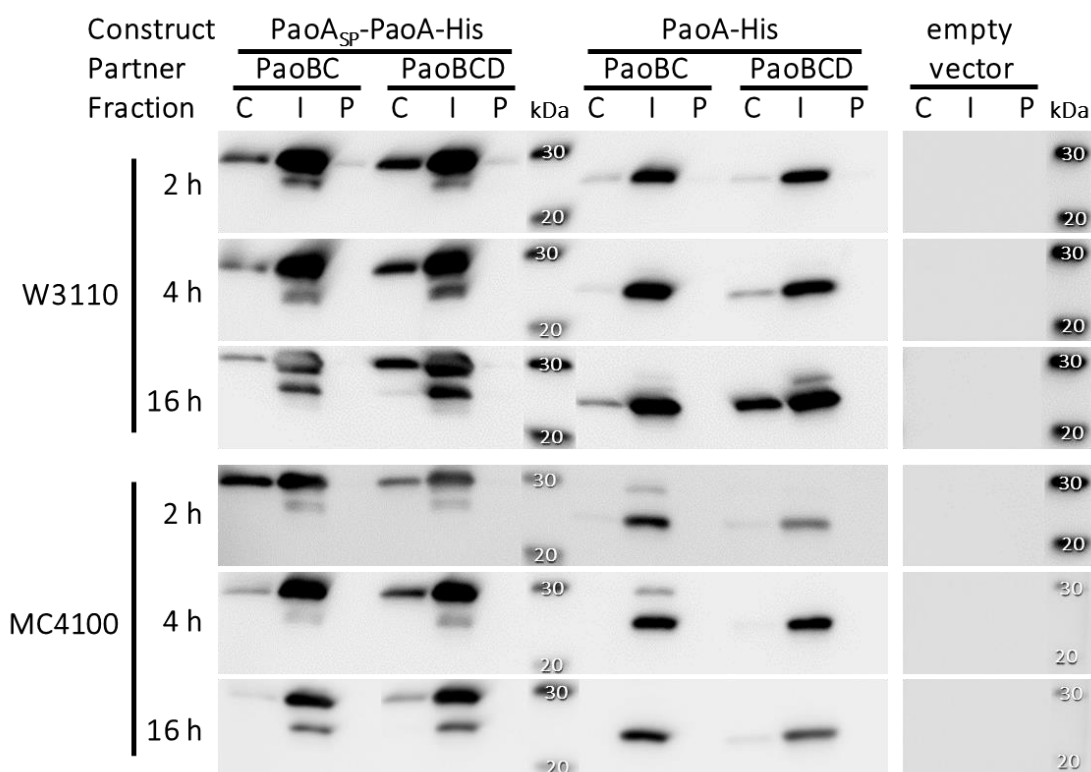 Construct PaoASP-PaoA-His PaoA-His empty
Partner PaoBC PaoBCD PaoBC PaoBCD vector
Fraction C I P C I P kDa C I P C I P C I P kDa
30 30
2 h
20 20
30 30
W3110 4 h
20 20
30 30
16 h
20 20
30 30
2 h
20 20
30 30
MC4100 4 h
20 20
30 30
16 h
20 20